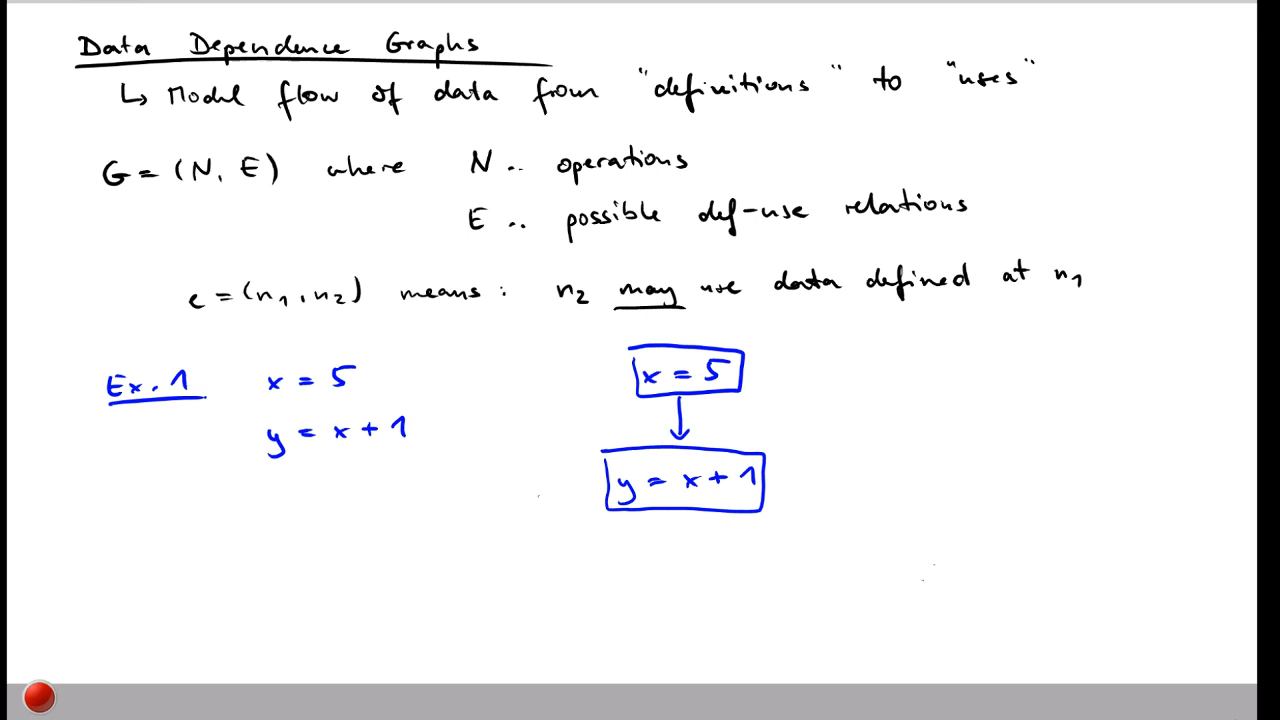 Data Dependence Graphs
↳ Model flow of data from "definitions" to "uses"
G = (N, E) where N .. operations
E .. possible def-use relations
e = (n₁, n₂) means: n₂ may use data defined at n₁
Ex. 1 x = 5
y = x + 1
x = 5
y = x + 1